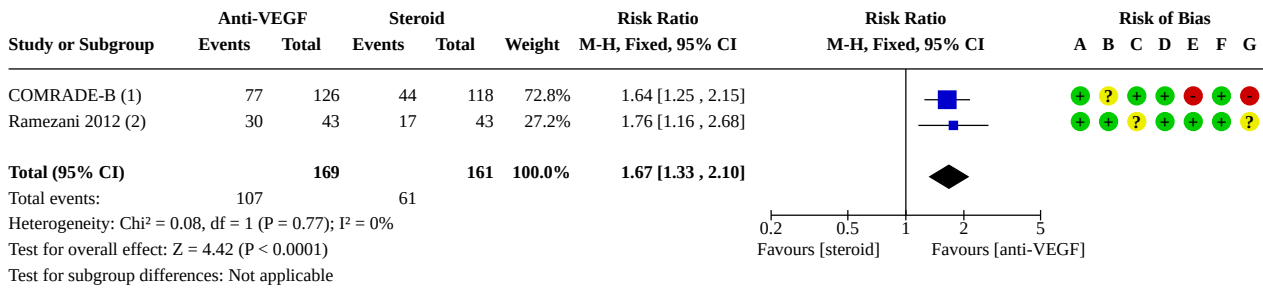 Anti-VEGF Steroid Risk Ratio Risk Ratio Risk of Bias
Study or Subgroup Events Total Events Total Weight M-H, Fixed, 95% CI M-H, Fixed, 95% CI A B C D E F G
COMRADE-B (1) 77 126 44 118 72.8% 1.64 [1.25 , 2.15] + ? + + - + -
Ramezani 2012 (2) 30 43 17 43 27.2% 1.76 [1.16 , 2.68] + + ? + + + ?
Total (95% CI) 169 161 100.0% 1.67 [1.33 , 2.10]
Total events: 107 61
Heterogeneity: Chi² = 0.08, df = 1 (P = 0.77); I² = 0%
0.2 0.5 1 2 5
Test for overall effect: Z = 4.42 (P < 0.0001) Favours [steroid] Favours [anti-VEGF]
Test for subgroup differences: Not applicable